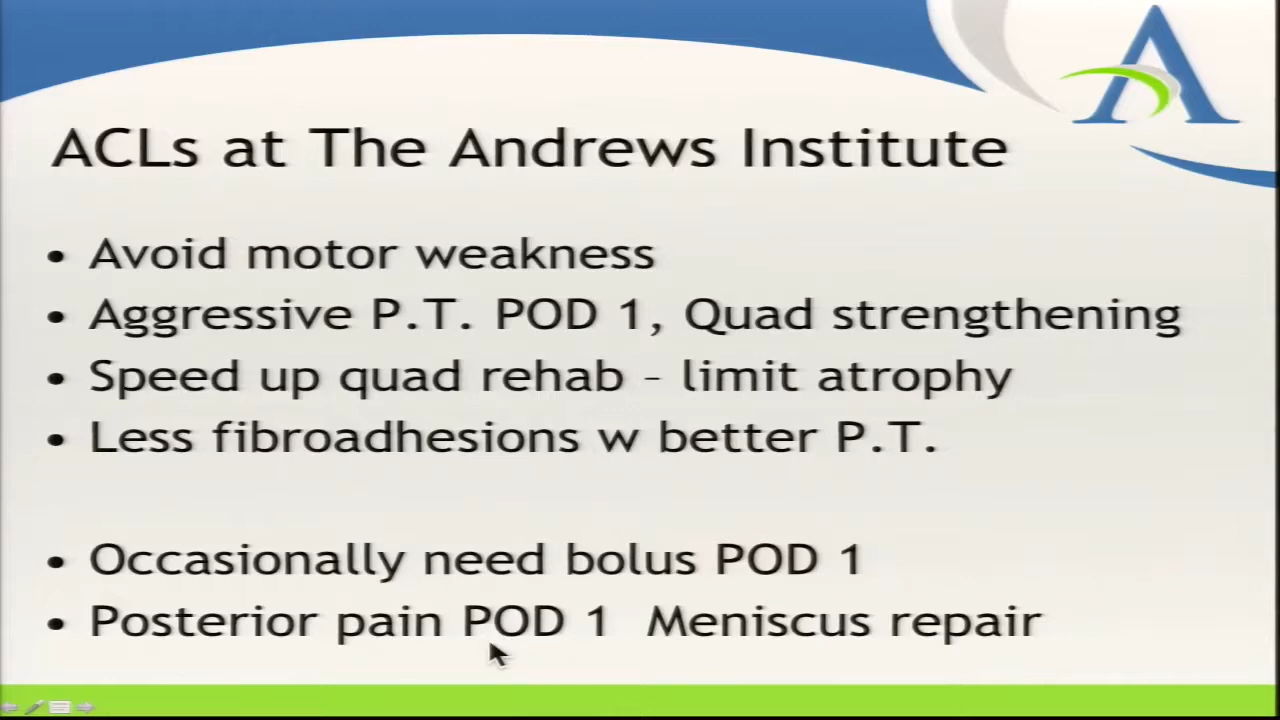 ACLs at The Andrews Institute
• Avoid motor weakness
• Aggressive P.T. POD 1, Quad strengthening
• Speed up quad rehab – limit atrophy
• Less fibroadhesions w better P.T.
• Occasionally need bolus POD 1
• Posterior pain POD 1 Meniscus repair